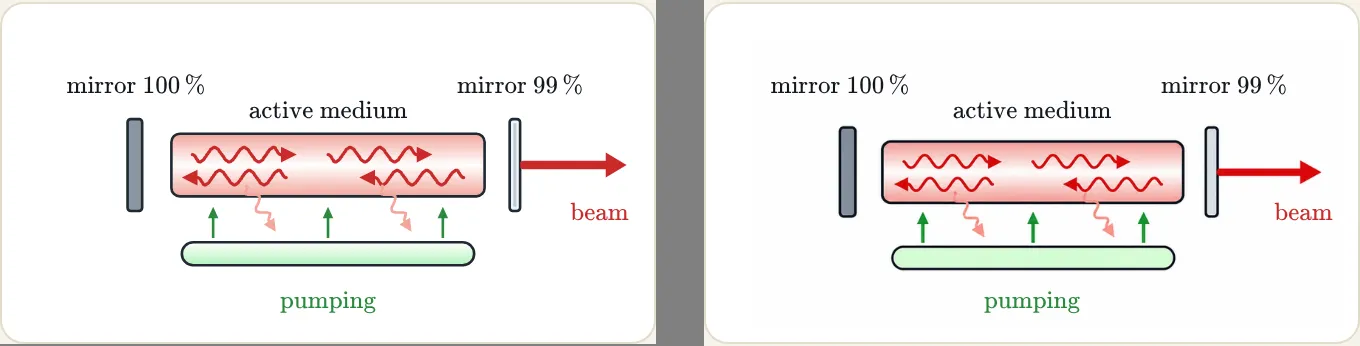 mirror 100 %
mirror 99 %
active medium
beam
pumping
mirror 100 %
mirror 99 %
active medium
beam
pumping